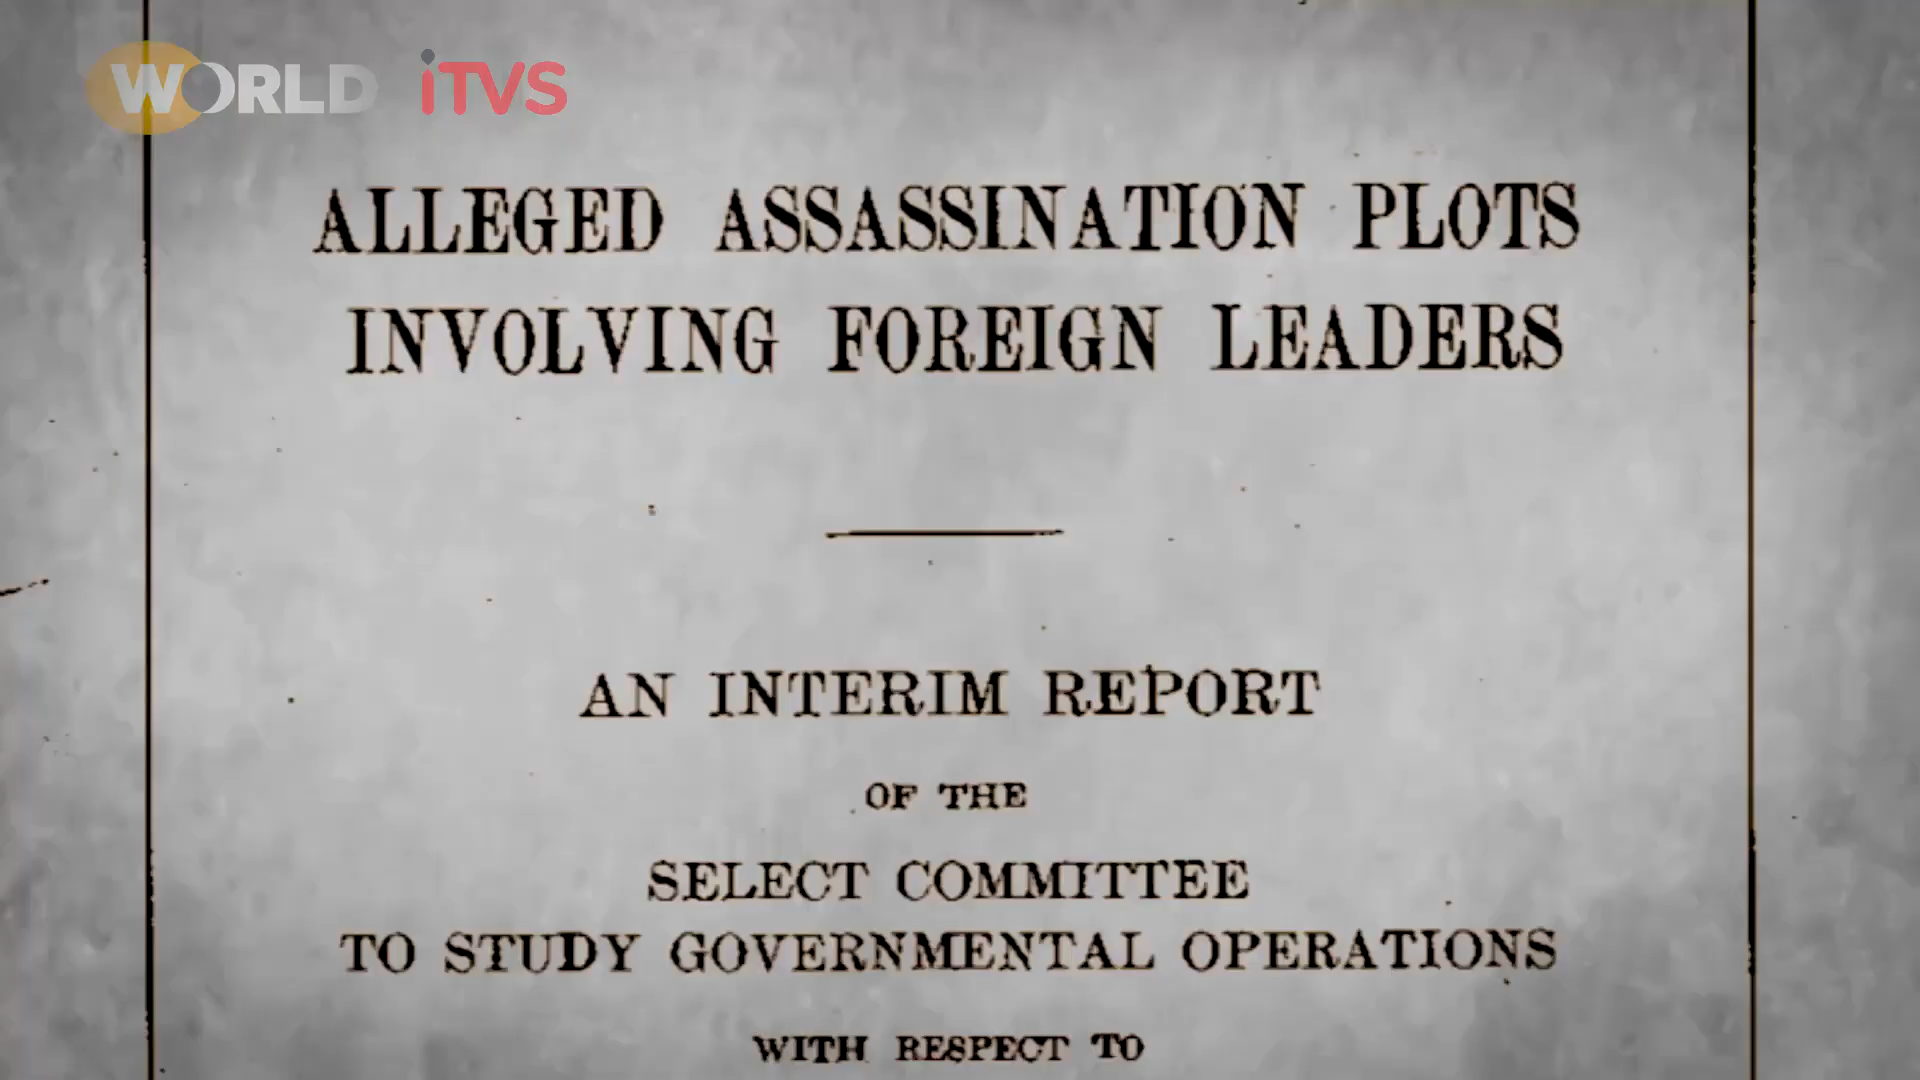 WORLD iTVS
ALLEGED ASSASSINATION PLOTS
INVOLVING FOREIGN LEADERS
AN INTERIM REPORT
OF THE
SELECT COMMITTEE
TO STUDY GOVERNMENTAL OPERATIONS
WITH RESPECT TO